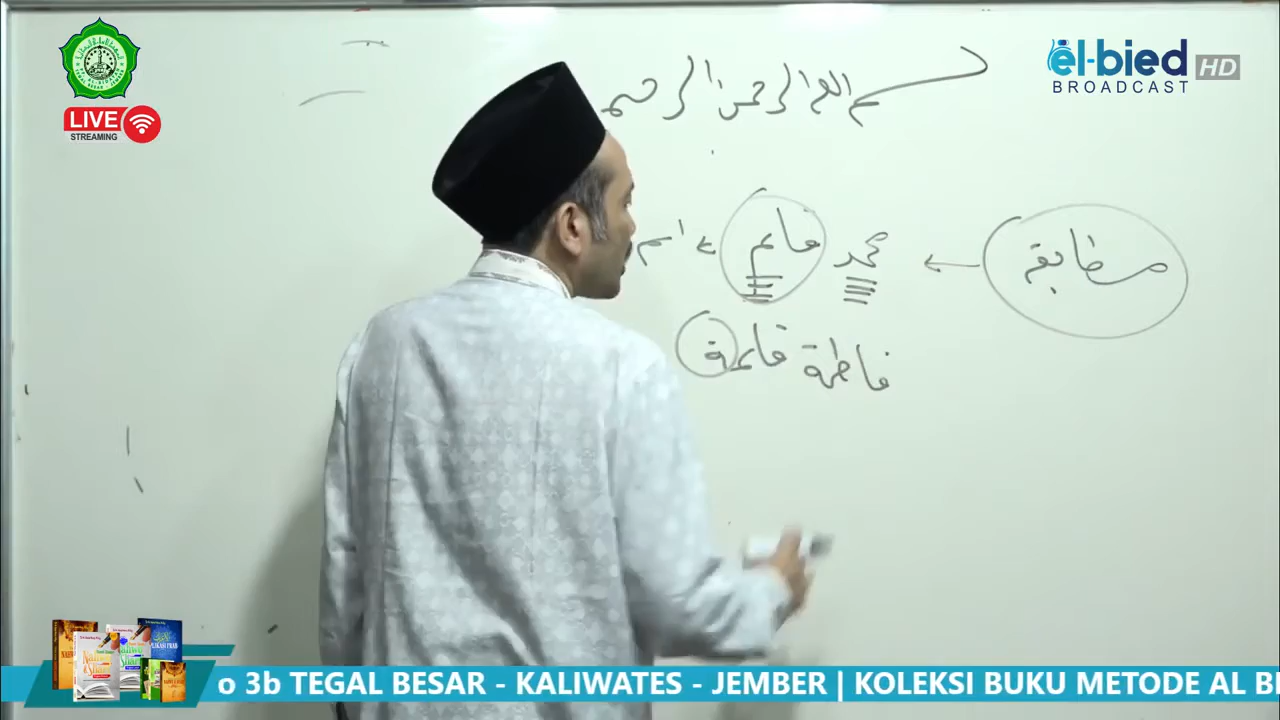 LIVE
STREAMING
el-bied HD
BROADCAST
بسم الله الرحمن الرحيم
مطابقة ← محمد قائم ← اسم
فاطمة قائمة
o 3b TEGAL BESAR - KALIWATES - JEMBER | KOLEKSI BUKU METODE AL B